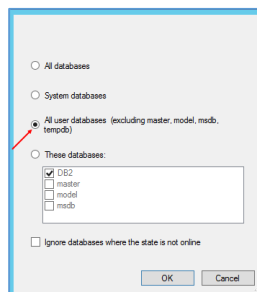 All databases
System databases
All user databases (excluding master, model, msdb,
tempdb)
These databases:
DB2
master
model
msdb
Ignore databases where the state is not online
OK Cancel